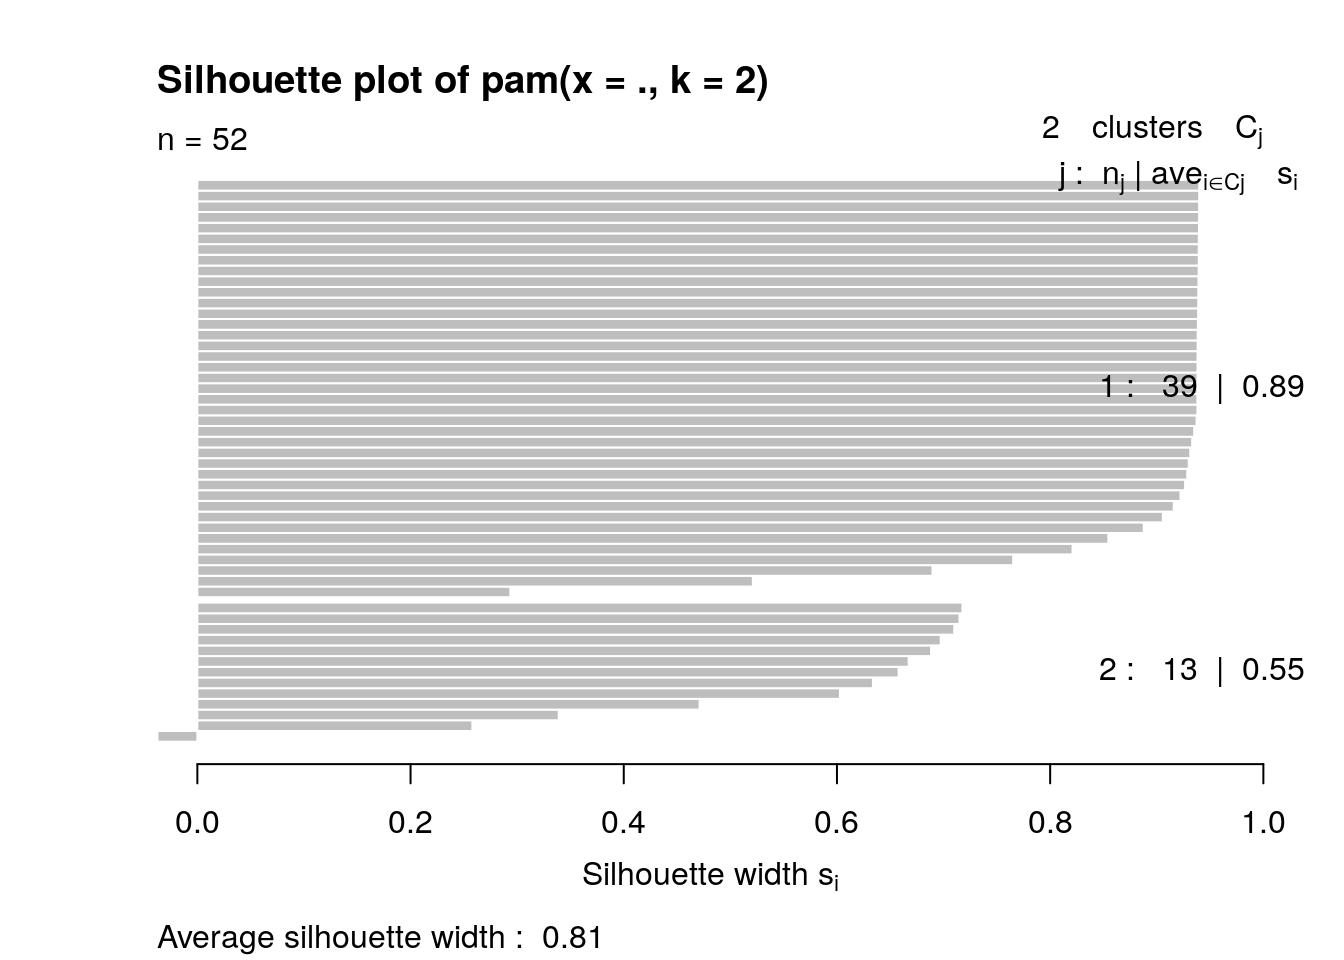 Silhouette plot of pam(x = ., k = 2)
n = 52
2 clusters Cj
j : nj | avei∈Cj si
1 : 39 | 0.89
2 : 13 | 0.55
0.0 0.2 0.4 0.6 0.8 1.0
Silhouette width si
Average silhouette width : 0.81